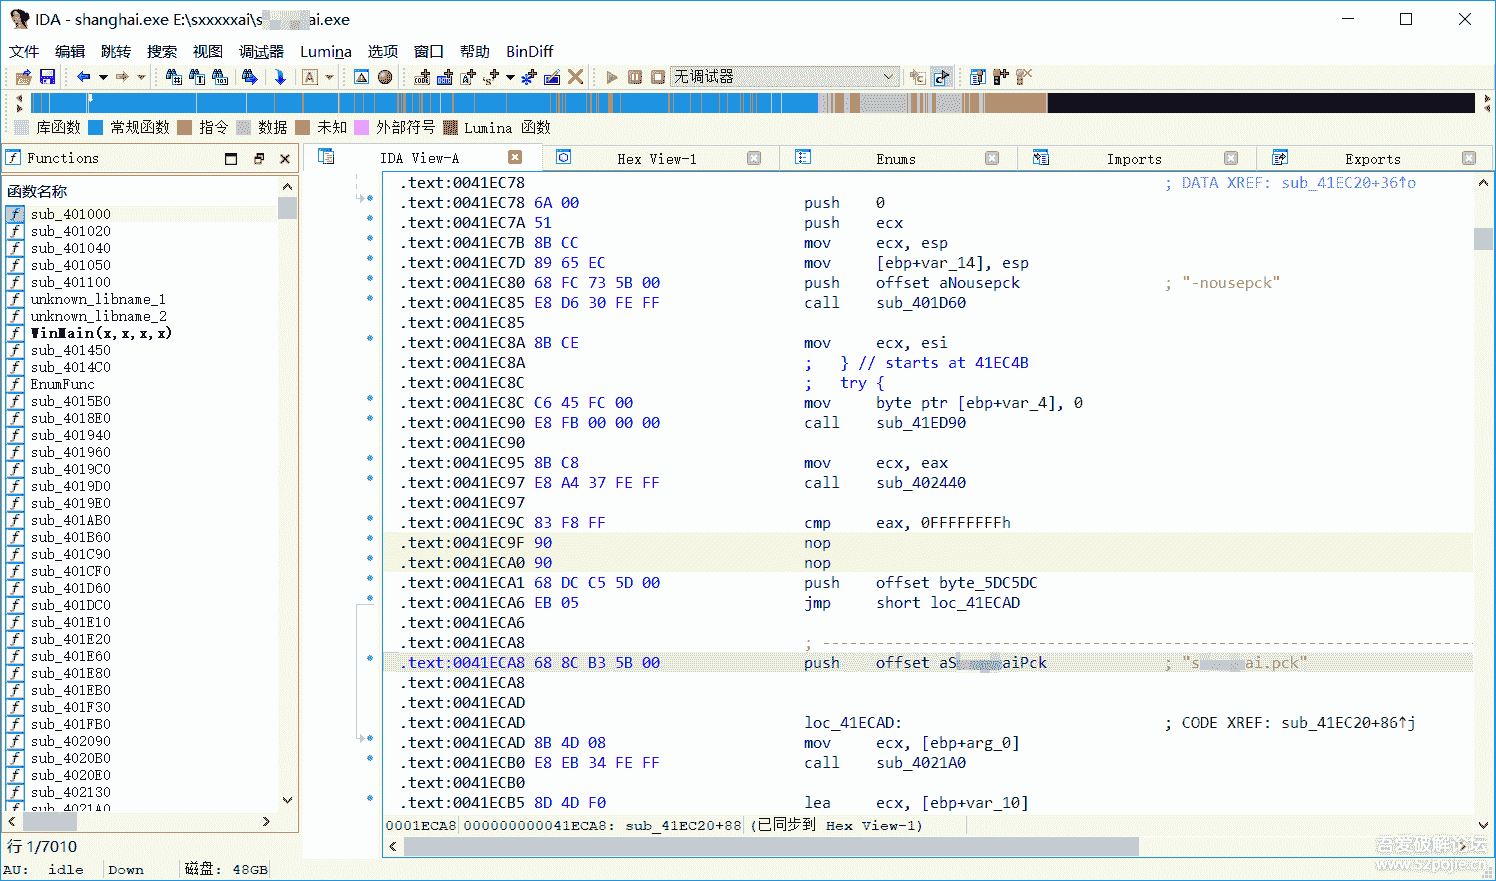 IDA - shanghai.exe E:\sxxxxxai\s ai.exe
文件 编辑 跳转 搜索 视图 调试器 Lumina 选项 窗口 帮助 BinDiff
无调试器
库函数 常规函数 指令 数据 未知 外部符号 Lumina 函数
Functions
IDA View-A Hex View-1 Enums Imports Exports
函数名称
sub_401000
sub_401020
sub_401040
sub_401050
sub_401100
unknown_libname_1
unknown_libname_2
WinMain(x,x,x,x)
sub_401450
sub_4014C0
EnumFunc
sub_4015B0
sub_4018E0
sub_401940
sub_401960
sub_4019C0
sub_4019D0
sub_4019E0
sub_401AB0
sub_401B60
sub_401C90
sub_401CF0
sub_401D60
sub_401DC0
sub_401E10
sub_401E20
sub_401E60
sub_401E80
sub_401EB0
sub_401F30
sub_401FB0
sub_402090
sub_4020B0
sub_4020E0
sub_402130
sub_4021A0
行 1/7010
.text:0041EC78 ; DATA XREF: sub_41EC20+36↑o
.text:0041EC78 6A 00 push 0
.text:0041EC7A 51 push ecx
.text:0041EC7B 8B CC mov ecx, esp
.text:0041EC7D 89 65 EC mov [ebp+var_14], esp
.text:0041EC80 68 FC 73 5B 00 push offset aNousepck ; "-nousepck"
.text:0041EC85 E8 D6 30 FE FF call sub_401D60
.text:0041EC85
.text:0041EC8A 8B CE mov ecx, esi
.text:0041EC8A ; } // starts at 41EC4B
.text:0041EC8C ; try {
.text:0041EC8C C6 45 FC 00 mov byte ptr [ebp+var_4], 0
.text:0041EC90 E8 FB 00 00 00 call sub_41ED90
.text:0041EC90
.text:0041EC95 8B C8 mov ecx, eax
.text:0041EC97 E8 A4 37 FE FF call sub_402440
.text:0041EC97
.text:0041EC9C 83 F8 FF cmp eax, 0FFFFFFFFh
.text:0041EC9F 90 nop
.text:0041ECA0 90 nop
.text:0041ECA1 68 DC C5 5D 00 push offset byte_5DC5DC
.text:0041ECA6 EB 05 jmp short loc_41ECAD
.text:0041ECA6
.text:0041ECA8 ; ---------------------------------------------------------------------------
.text:0041ECA8 68 8C B3 5B 00 push offset aS aiPck ; "s ai.pck"
.text:0041ECA8
.text:0041ECAD
.text:0041ECAD loc_41ECAD: ; CODE XREF: sub_41EC20+86↑j
.text:0041ECAD 8B 4D 08 mov ecx, [ebp+arg_0]
.text:0041ECB0 E8 EB 34 FE FF call sub_4021A0
.text:0041ECB0
.text:0041ECB5 8D 4D F0 lea ecx, [ebp+var_10]
0001ECA8 000000000041ECA8: sub_41EC20+88 (已同步到 Hex View-1)
AU: idle Down 磁盘: 48GB
吾爱破解论坛
www.52pojie.cn